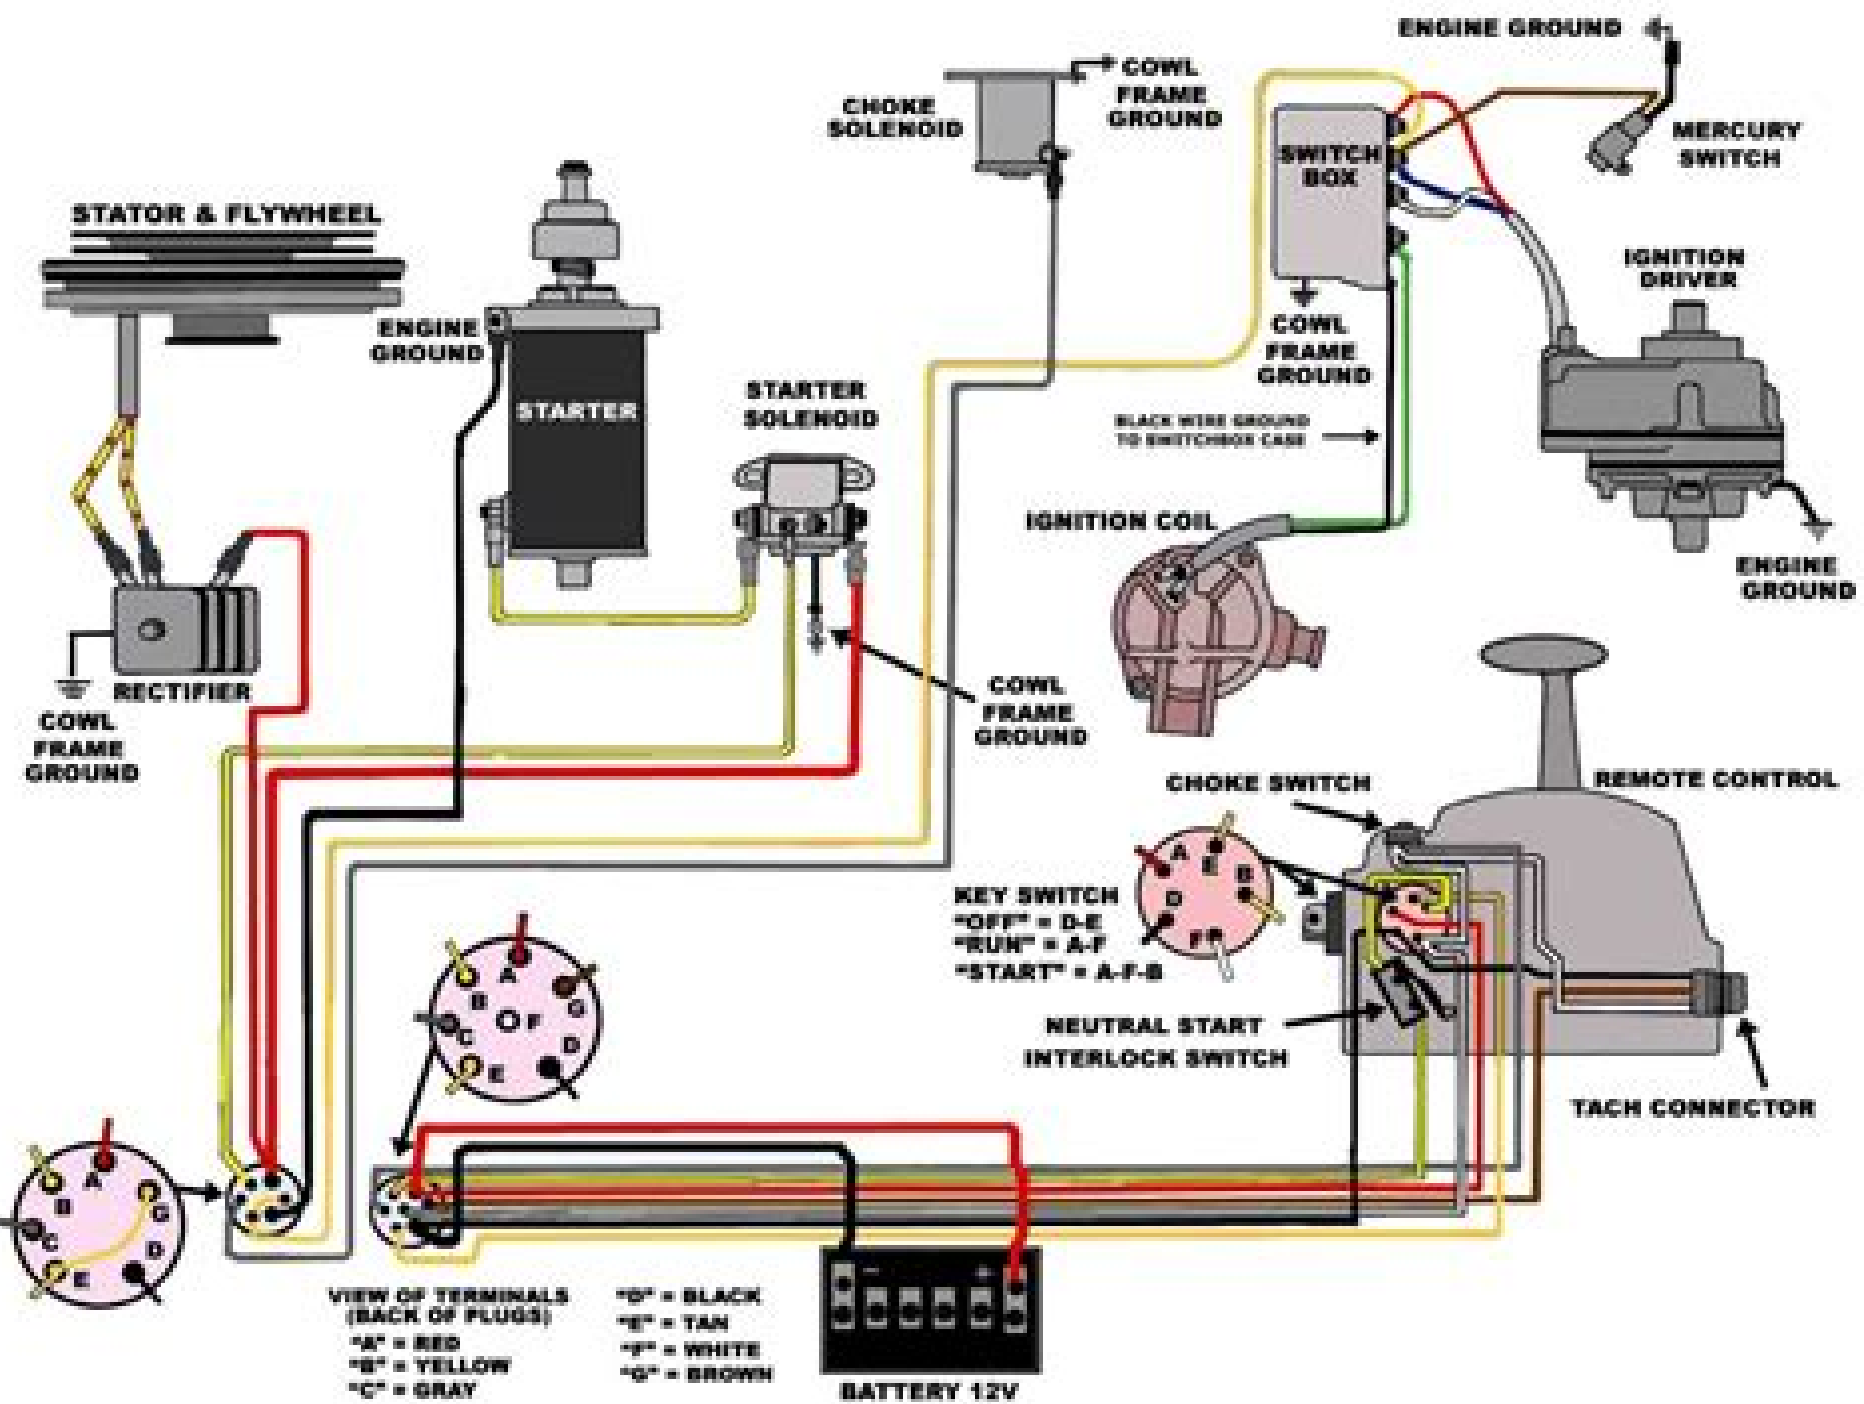 ENGINE GROUND
COWL
FRAME
GROUND
CHOKE
SOLENOID
MERCURY
SWITCH
SWITCH
BOX
STATOR & FLYWHEEL
IGNITION
DRIVER
ENGINE
GROUND
COWL
FRAME
GROUND
STARTER
STARTER
SOLENOID
BLACK WIRE GROUND
TO SWITCHBOX CASE
IGNITION COIL
ENGINE
GROUND
RECTIFIER
COWL
FRAME
GROUND
COWL
FRAME
GROUND
CHOKE SWITCH
REMOTE CONTROL
A
E
B
D
F
KEY SWITCH
"OFF" = D-E
"RUN" = A-F
"START" = A-F-B
A
B
G
C
F
D
E
NEUTRAL START
INTERLOCK SWITCH
TACH CONNECTOR
A
B
G
C
D
E
VIEW OF TERMINALS
(BACK OF PLUGS)
"A" = RED
"B" = YELLOW
"C" = GRAY
"D" = BLACK
"E" = TAN
"F" = WHITE
"G" = BROWN
- +
BATTERY 12V